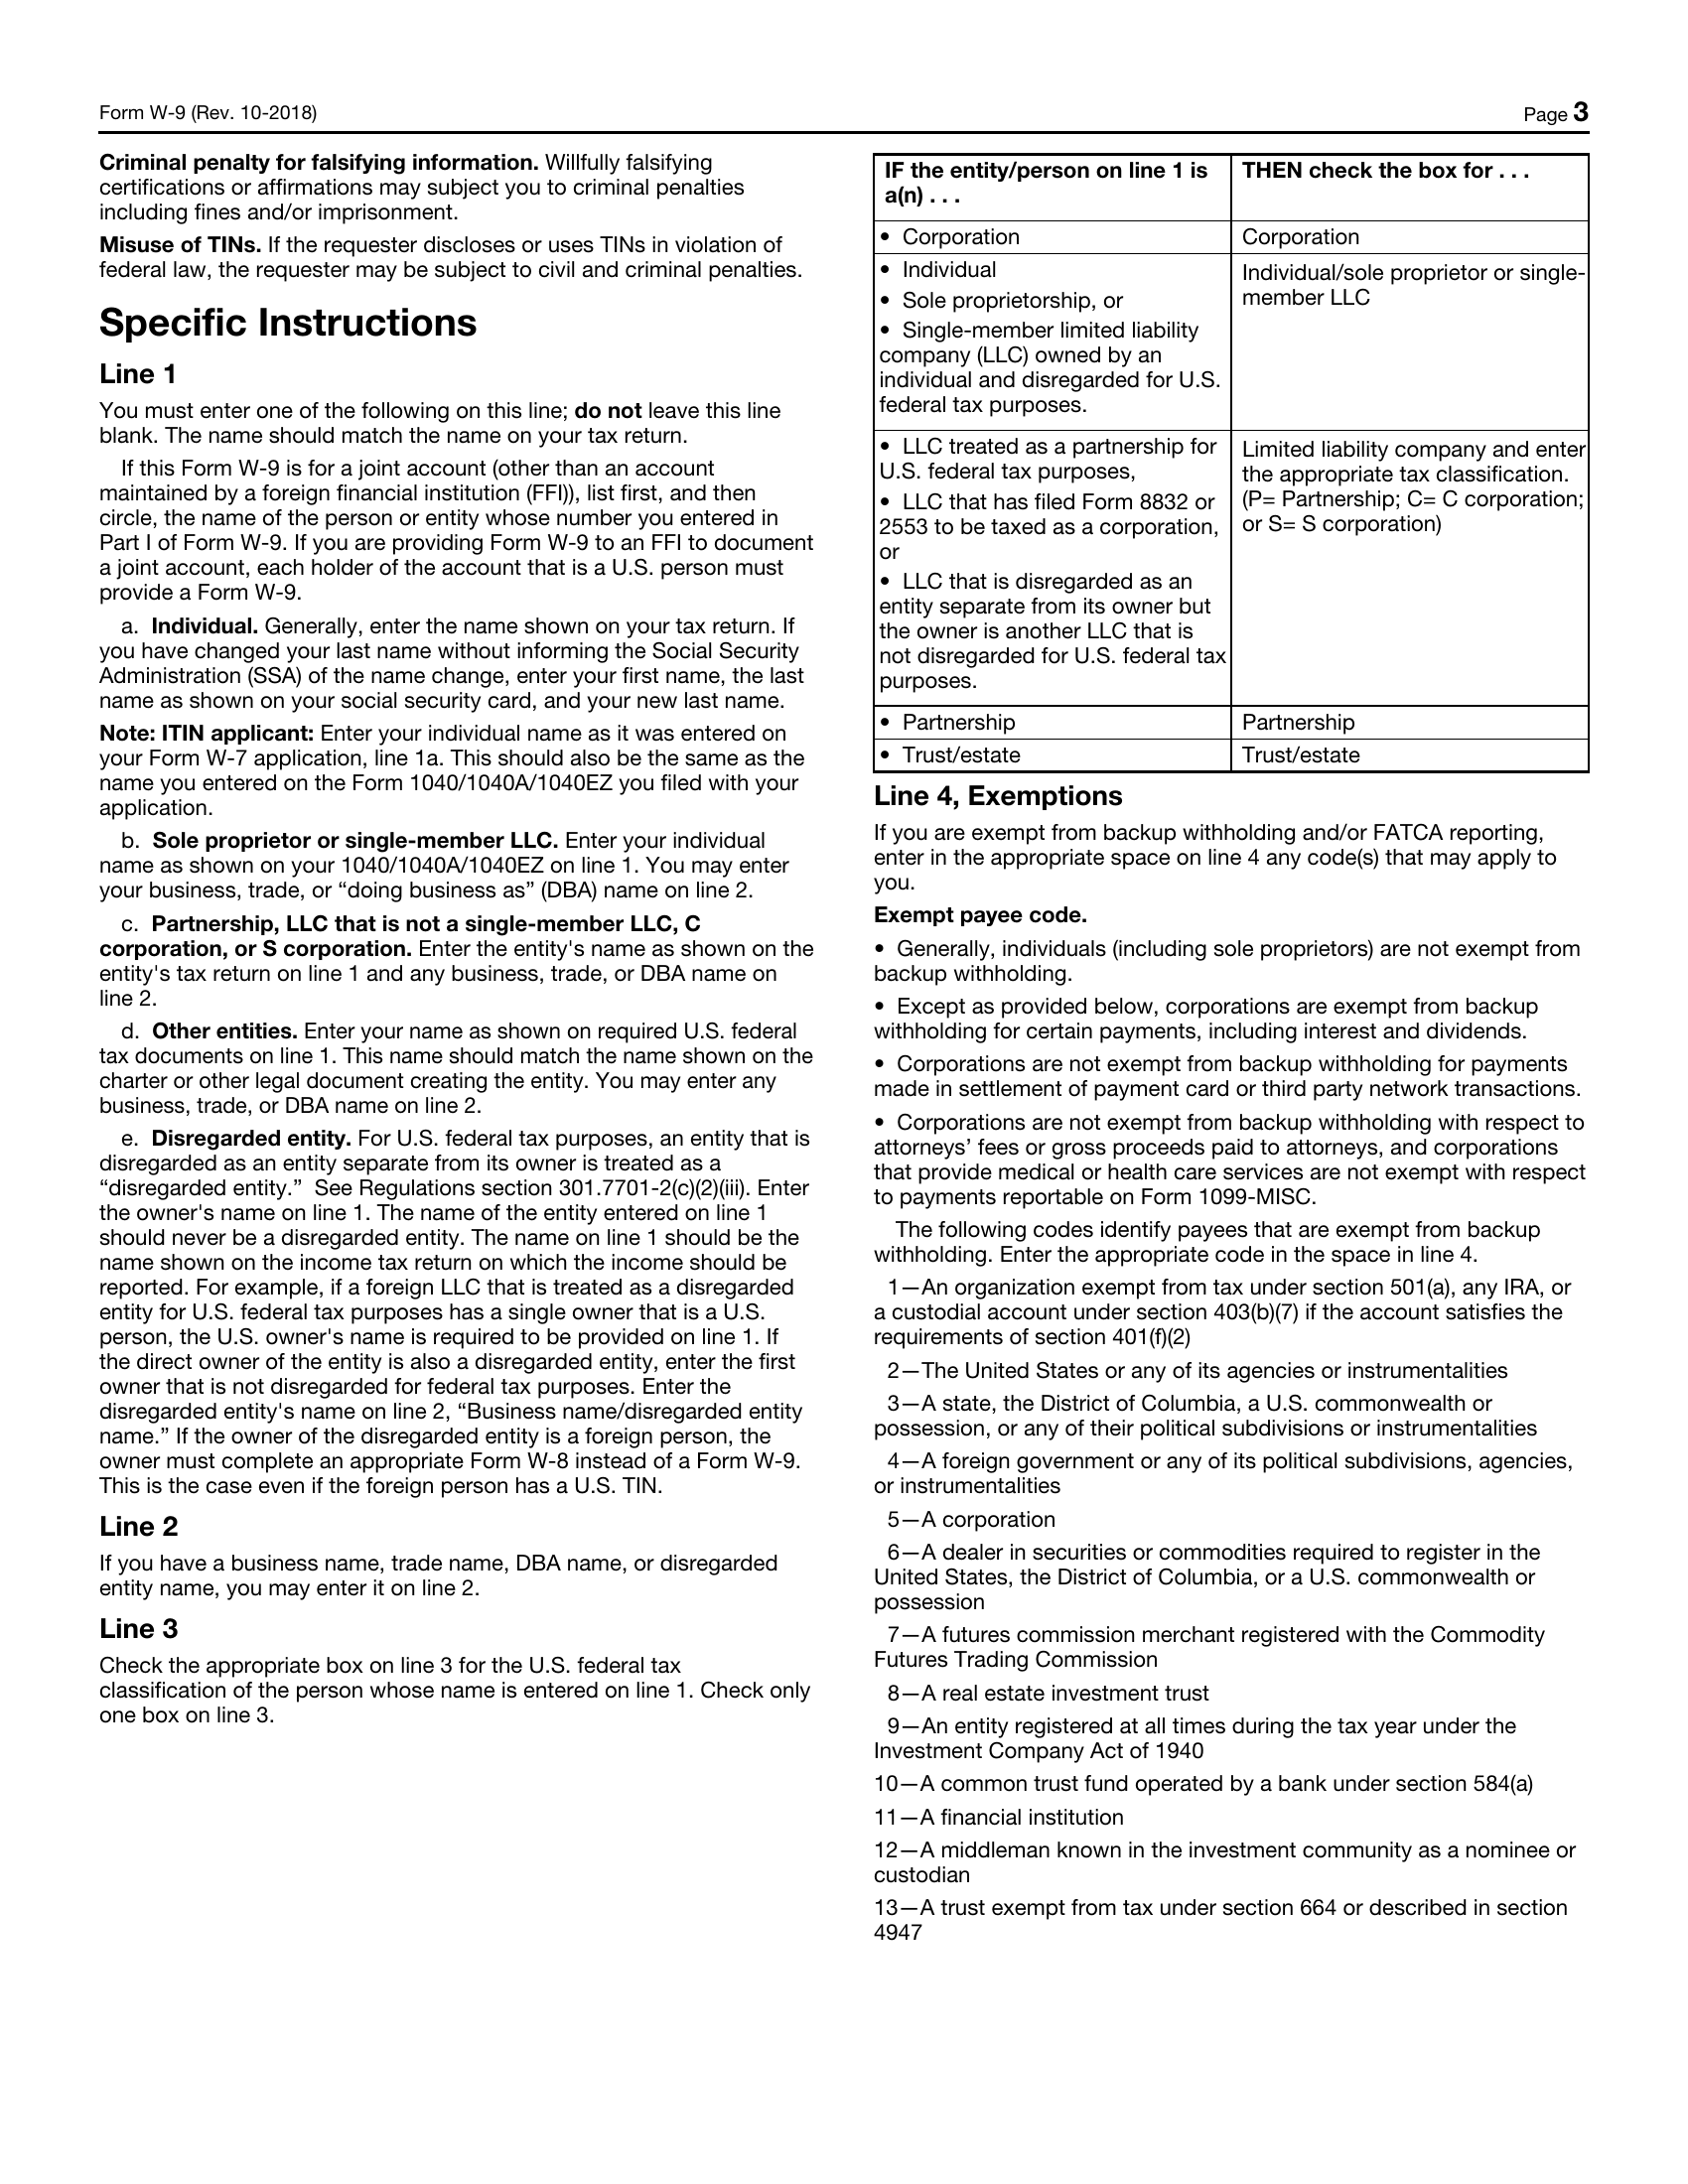 Form W-9 (Rev. 10-2018)
Page 3
Criminal penalty for falsifying information. Willfully falsifying
certifications or affirmations may subject you to criminal penalties
including fines and/or imprisonment.
Misuse of TINs. If the requester discloses or uses TINs in violation of
federal law, the requester may be subject to civil and criminal penalties.
Specific Instructions
Line 1
You must enter one of the following on this line; do not leave this line
blank. The name should match the name on your tax return.
If this Form W-9 is for a joint account (other than an account
maintained by a foreign financial institution (FFI)), list first, and then
circle, the name of the person or entity whose number you entered in
Part I of Form W-9. If you are providing Form W-9 to an FFI to document
a joint account, each holder of the account that is a U.S. person must
provide a Form W-9.
a. Individual. Generally, enter the name shown on your tax return. If
you have changed your last name without informing the Social Security
Administration (SSA) of the name change, enter your first name, the last
name as shown on your social security card, and your new last name.
Note: ITIN applicant: Enter your individual name as it was entered on
your Form W-7 application, line 1a. This should also be the same as the
name you entered on the Form 1040/1040A/1040EZ you filed with your
application.
b. Sole proprietor or single-member LLC. Enter your individual
name as shown on your 1040/1040A/1040EZ on line 1. You may enter
your business, trade, or “doing business as” (DBA) name on line 2.
c. Partnership, LLC that is not a single-member LLC, C
corporation, or S corporation. Enter the entity's name as shown on the
entity's tax return on line 1 and any business, trade, or DBA name on
line 2.
d. Other entities. Enter your name as shown on required U.S. federal
tax documents on line 1. This name should match the name shown on the
charter or other legal document creating the entity. You may enter any
business, trade, or DBA name on line 2.
e. Disregarded entity. For U.S. federal tax purposes, an entity that is
disregarded as an entity separate from its owner is treated as a
“disregarded entity.” See Regulations section 301.7701-2(c)(2)(iii). Enter
the owner's name on line 1. The name of the entity entered on line 1
should never be a disregarded entity. The name on line 1 should be the
name shown on the income tax return on which the income should be
reported. For example, if a foreign LLC that is treated as a disregarded
entity for U.S. federal tax purposes has a single owner that is a U.S.
person, the U.S. owner's name is required to be provided on line 1. If
the direct owner of the entity is also a disregarded entity, enter the first
owner that is not disregarded for federal tax purposes. Enter the
disregarded entity's name on line 2, “Business name/disregarded entity
name.” If the owner of the disregarded entity is a foreign person, the
owner must complete an appropriate Form W-8 instead of a Form W-9.
This is the case even if the foreign person has a U.S. TIN.
Line 2
If you have a business name, trade name, DBA name, or disregarded
entity name, you may enter it on line 2.
Line 3
Check the appropriate box on line 3 for the U.S. federal tax
classification of the person whose name is entered on line 1. Check only
one box on line 3.
IF the entity/person on line 1 is
a(n) . . .
THEN check the box for . . .
• Corporation
Corporation
• Individual
• Sole proprietorship, or
• Single-member limited liability
company (LLC) owned by an
individual and disregarded for U.S.
federal tax purposes.
Individual/sole proprietor or single-
member LLC
• LLC treated as a partnership for
U.S. federal tax purposes,
• LLC that has filed Form 8832 or
2553 to be taxed as a corporation,
or
• LLC that is disregarded as an
entity separate from its owner but
the owner is another LLC that is
not disregarded for U.S. federal tax
purposes.
Limited liability company and enter
the appropriate tax classification.
(P= Partnership; C= C corporation;
or S= S corporation)
• Partnership
Partnership
• Trust/estate
Trust/estate
Line 4, Exemptions
If you are exempt from backup withholding and/or FATCA reporting,
enter in the appropriate space on line 4 any code(s) that may apply to
you.
Exempt payee code.
• Generally, individuals (including sole proprietors) are not exempt from
backup withholding.
• Except as provided below, corporations are exempt from backup
withholding for certain payments, including interest and dividends.
• Corporations are not exempt from backup withholding for payments
made in settlement of payment card or third party network transactions.
• Corporations are not exempt from backup withholding with respect to
attorneys’ fees or gross proceeds paid to attorneys, and corporations
that provide medical or health care services are not exempt with respect
to payments reportable on Form 1099-MISC.
The following codes identify payees that are exempt from backup
withholding. Enter the appropriate code in the space in line 4.
1—An organization exempt from tax under section 501(a), any IRA, or
a custodial account under section 403(b)(7) if the account satisfies the
requirements of section 401(f)(2)
2—The United States or any of its agencies or instrumentalities
3—A state, the District of Columbia, a U.S. commonwealth or
possession, or any of their political subdivisions or instrumentalities
4—A foreign government or any of its political subdivisions, agencies,
or instrumentalities
5—A corporation
6—A dealer in securities or commodities required to register in the
United States, the District of Columbia, or a U.S. commonwealth or
possession
7—A futures commission merchant registered with the Commodity
Futures Trading Commission
8—A real estate investment trust
9—An entity registered at all times during the tax year under the
Investment Company Act of 1940
10—A common trust fund operated by a bank under section 584(a)
11—A financial institution
12—A middleman known in the investment community as a nominee or
custodian
13—A trust exempt from tax under section 664 or described in section
4947